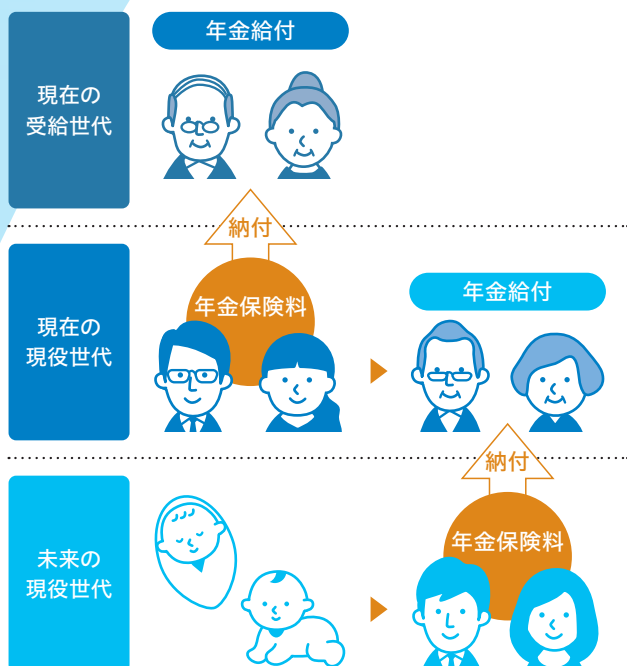 年金給付
現在の
受給世代
納付
年金保険料
現在の
現役世代
年金給付
納付
年金保険料
未来の
現役世代